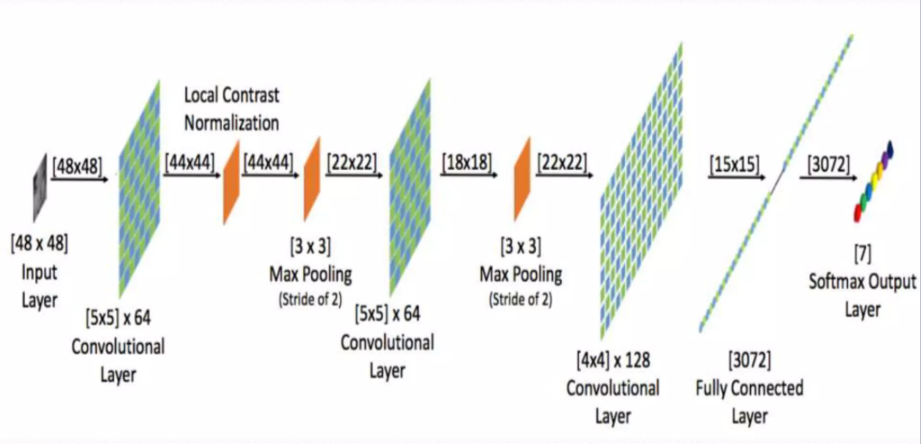 Local Contrast
Normalization
[48x48]
[44x44]
[44x44]
[22x22]
[18x18]
[22x22]
[15x15]
[3072]
[48 x 48]
Input
Layer
[5x5] x 64
Convolutional
Layer
[3 x 3]
Max Pooling
(Stride of 2)
[5x5] x 64
Convolutional
Layer
[3 x 3]
Max Pooling
(Stride of 2)
[4x4] x 128
Convolutional
Layer
[3072]
Fully Connected
Layer
[7]
Softmax Output
Layer